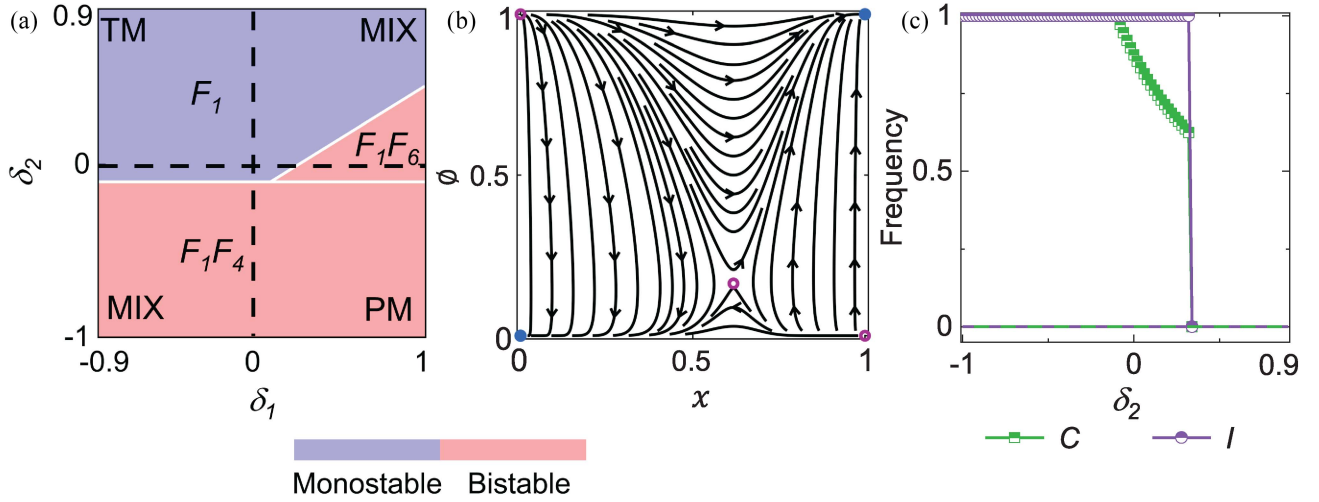 (a)
0.9
TM
MIX
F1
0
F1F6
δ2
F1F4
MIX
PM
-1
-0.9
0
1
δ1
Monostable
Bistable
(b)
1
ø
0.5
0
0
0.5
1
x
(c)
1
Frequency
0.5
0
-1
0
0.9
δ2
C
I